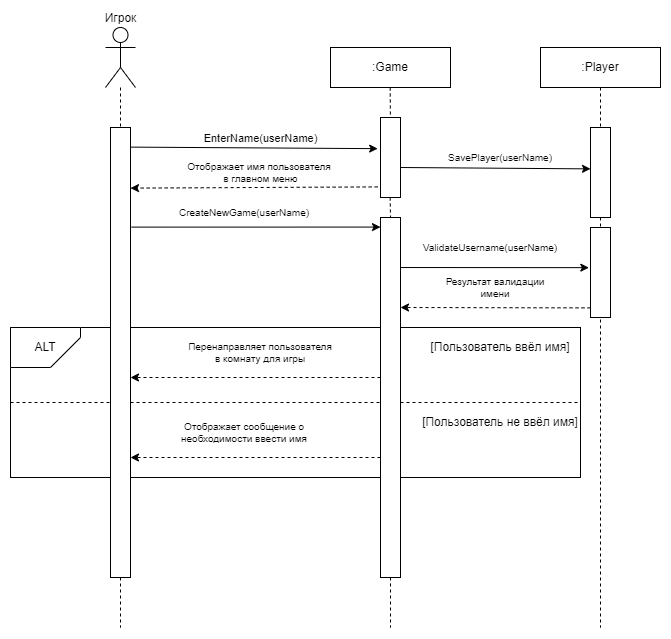 Игрок
:Game
:Player
EnterName(userName)
SavePlayer(userName)
Отображает имя пользователя
в главном меню
CreateNewGame(userName)
ValidateUsername(userName)
Результат валидации
имени
ALT
Перенаправляет пользователя
в комнату для игры
[Пользователь ввёл имя]
[Пользователь не ввёл имя]
Отображает сообщение о
необходимости ввести имя